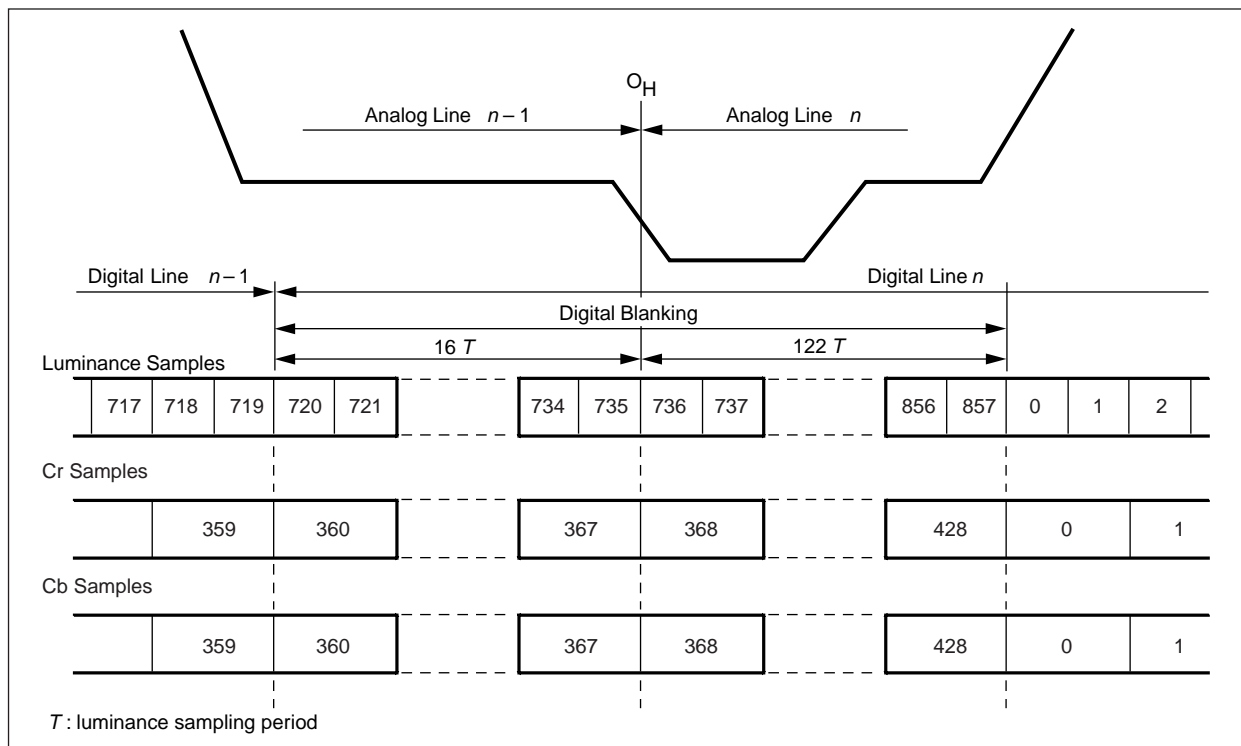 O_H
Analog Line n – 1 Analog Line n
Digital Line n – 1 Digital Line n
Digital Blanking
16 T 122 T
Luminance Samples
717 718 719 720 721 734 735 736 737 856 857 0 1 2
Cr Samples
359 360 367 368 428 0 1
Cb Samples
359 360 367 368 428 0 1
T : luminance sampling period